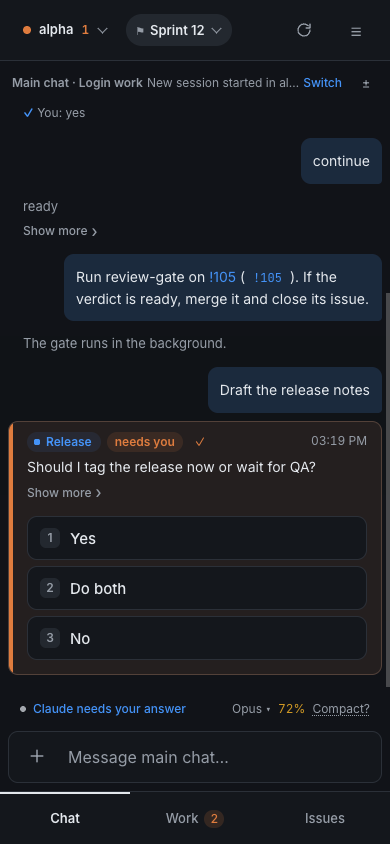 alpha 1
Sprint 12
Main chat · Login work New session started in al... Switch ±
✓ You: yes
continue
ready
Show more ›
Run review-gate on !105 ( !105 ). If the
verdict is ready, merge it and close its issue.
The gate runs in the background.
Draft the release notes
Release needs you ✓ 03:19 PM
Should I tag the release now or wait for QA?
Show more ›
1 Yes
2 Do both
3 No
Claude needs your answer Opus • 72% Compact?
+ Message main chat...
Chat Work 2 Issues